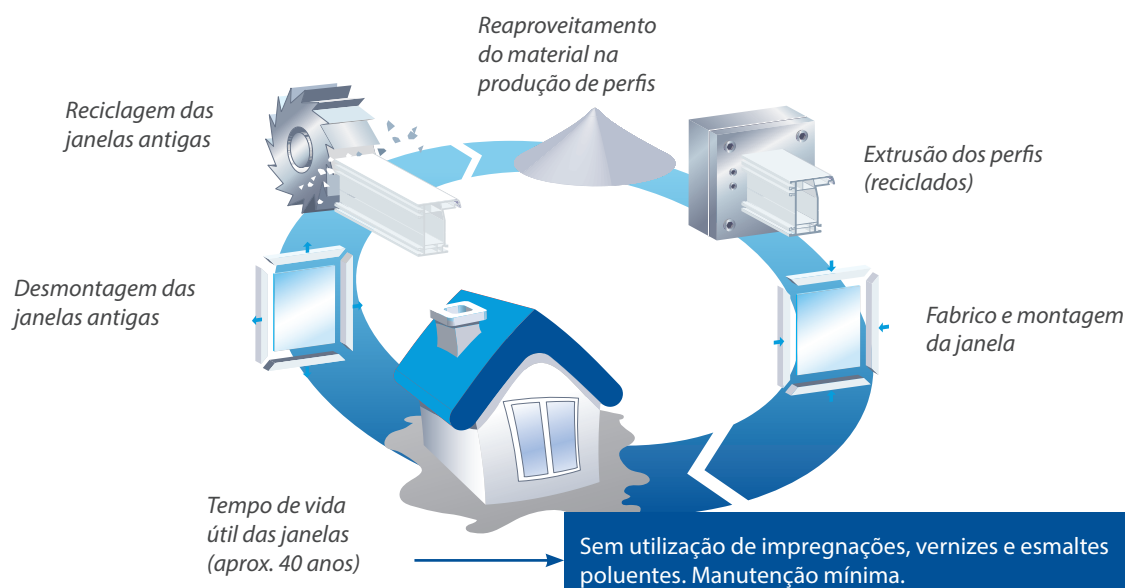 Reaproveitamento
do material na
produção de perfis
Reciclagem das
janelas antigas
Extrusão dos perfis
(reciclados)
Desmontagem das
janelas antigas
Fabrico e montagem
da janela
Tempo de vida
útil das janelas
(aprox. 40 anos)
Sem utilização de impregnações, vernizes e esmaltes
poluentes. Manutenção mínima.